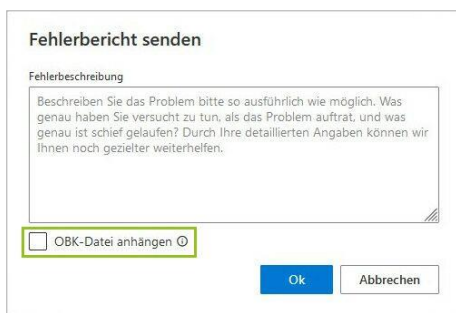 Fehlerbericht senden
Fehlerbeschreibung
Beschreiben Sie das Problem bitte so ausführlich wie möglich. Was
genau haben Sie versucht zu tun, als das Problem auftrat, und was
genau ist schief gelaufen? Durch Ihre detaillierten Angaben können wir
Ihnen noch gezielter weiterhelfen.
OBK-Datei anhängen
Ok Abbrechen